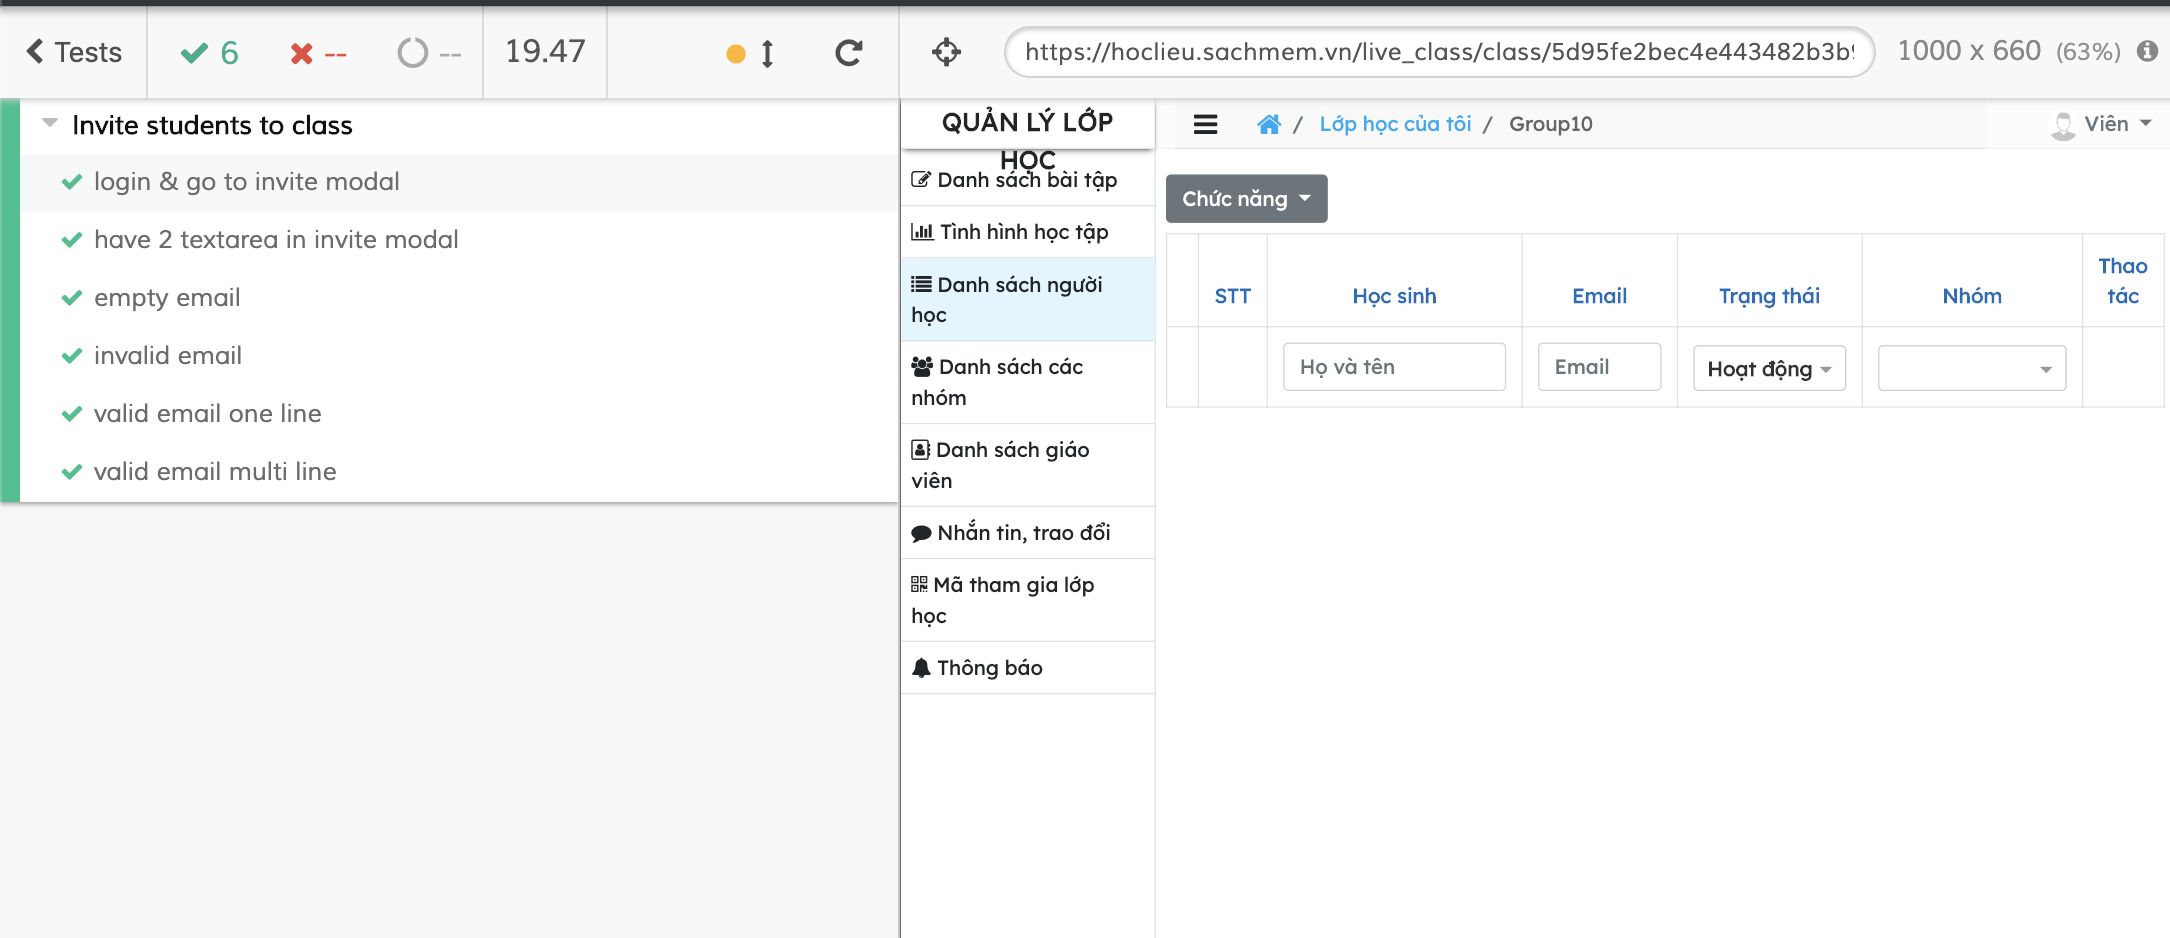 Tests
6
--
--
19.47
https://hoclieu.sachmem.vn/live_class/class/5d95fe2bec4e443482b3b9
1000 x 660 (63%)
Invite students to class
login & go to invite modal
have 2 textarea in invite modal
empty email
invalid email
valid email one line
valid email multi line
QUẢN LÝ LỚP
HỌC
Danh sách bài tập
Tình hình học tập
Danh sách người
học
Danh sách các
nhóm
Danh sách giáo
viên
Nhắn tin, trao đổi
Mã tham gia lớp
học
Thông báo
/ Lớp học của tôi / Group10
Viên
Chức năng
STT
Học sinh
Email
Trạng thái
Nhóm
Thao
tác
Họ và tên
Email
Hoạt động